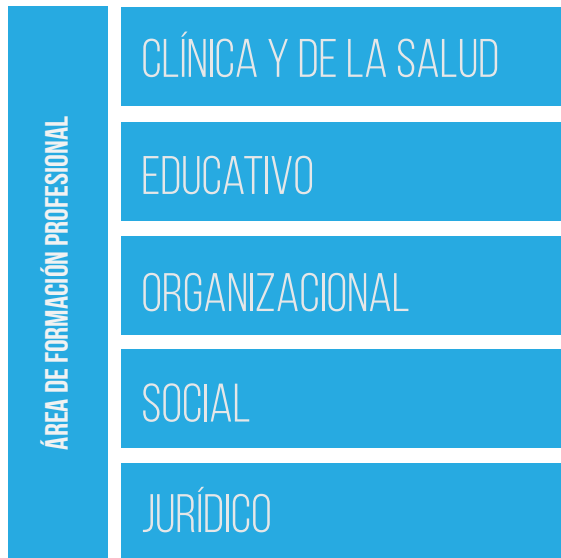 ÁREA DE FORMACIÓN PROFESIONAL
CLÍNICA Y DE LA SALUD
EDUCATIVO
ORGANIZACIONAL
SOCIAL
JURÍDICO